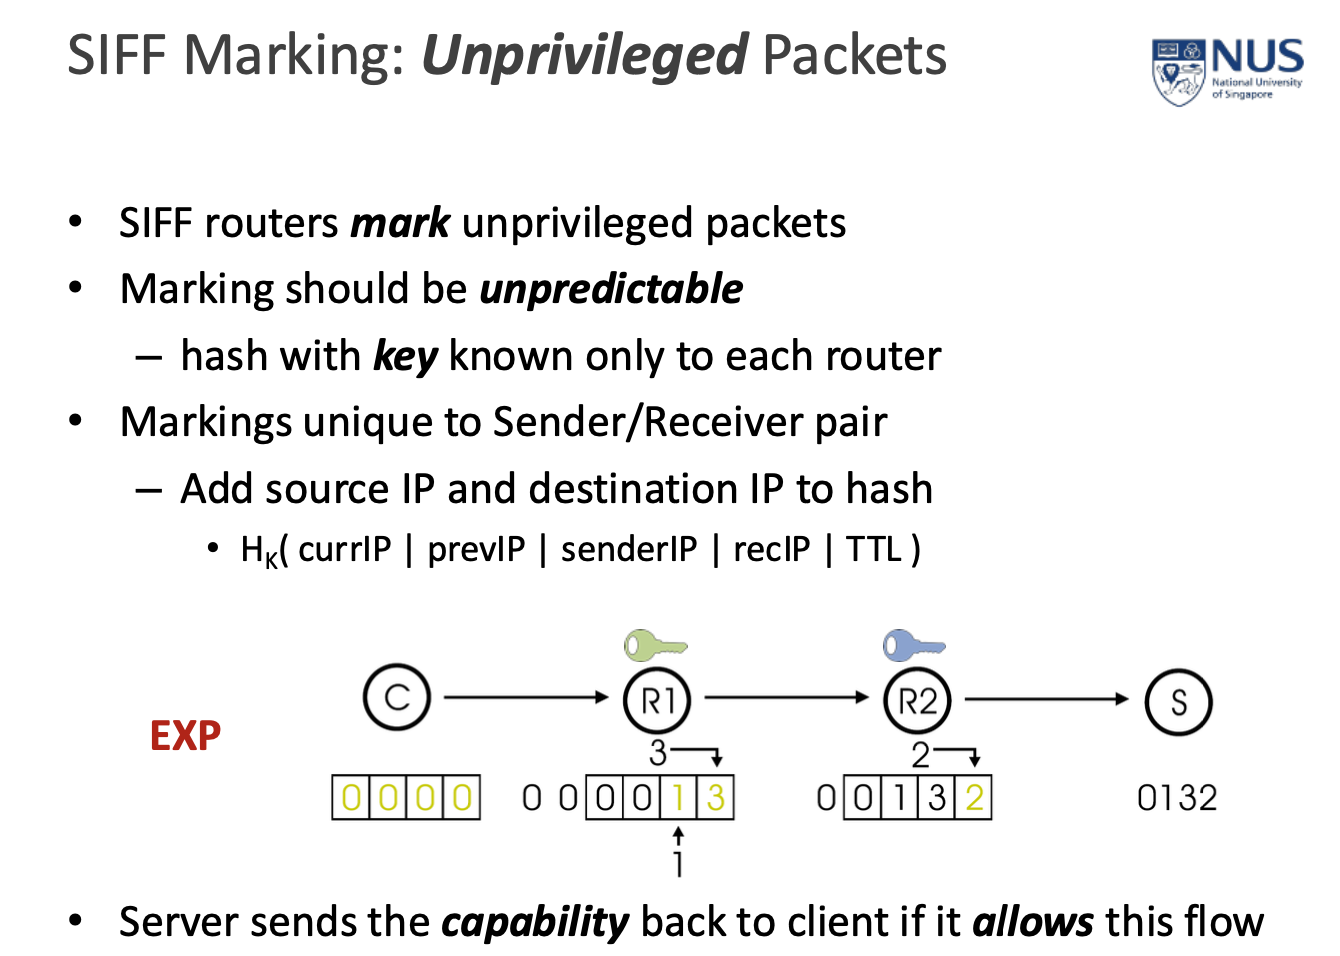 SIFF Marking: Unprivileged Packets
NUS
National University
of Singapore
• SIFF routers mark unprivileged packets
• Marking should be unpredictable
– hash with key known only to each router
• Markings unique to Sender/Receiver pair
– Add source IP and destination IP to hash
• HK( currIP | prevIP | senderIP | recIP | TTL )
C R1 R2 S
EXP
3 2
0 0 0 0 0 0 0 0 1 3 0 0 1 3 2 0132
1
• Server sends the capability back to client if it allows this flow